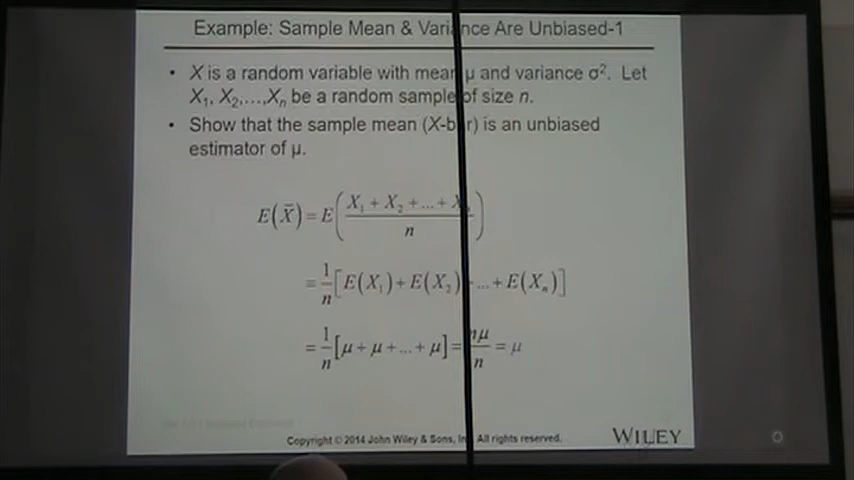 Example: Sample Mean & Variance Are Unbiased-1
• X is a random variable with mean μ and variance σ². Let
X₁, X₂,...,Xₙ be a random sample of size n.
• Show that the sample mean (X-bar) is an unbiased
estimator of μ.
E(X̄) = E((X₁ + X₂ + ... + Xₙ)/n)
= 1/n [E(X₁) + E(X₂) + ... + E(Xₙ)]
= 1/n [μ + μ + ... + μ] = nμ/n = μ
Copyright © 2014 John Wiley & Sons, Inc. All rights reserved.
WILEY